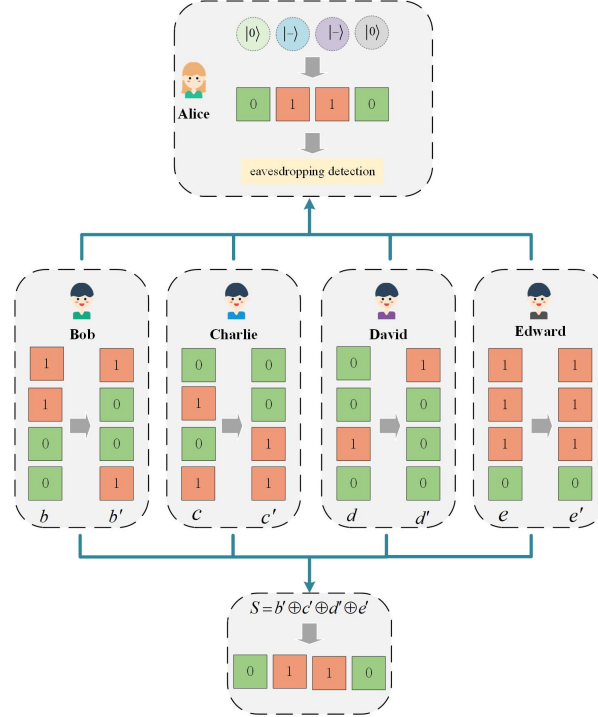 |0⟩ |−⟩ |−⟩ |0⟩
0 1 1 0
Alice
eavesdropping detection
Bob
1 1
1 0
0 0
0 1
b b′
Charlie
0 0
1 0
0 1
1 1
c c′
David
0 1
0 0
1 0
0 0
d d′
Edward
1 1
1 1
1 1
0 0
e e′
S=b′⊕c′⊕d′⊕e′
0 1 1 0